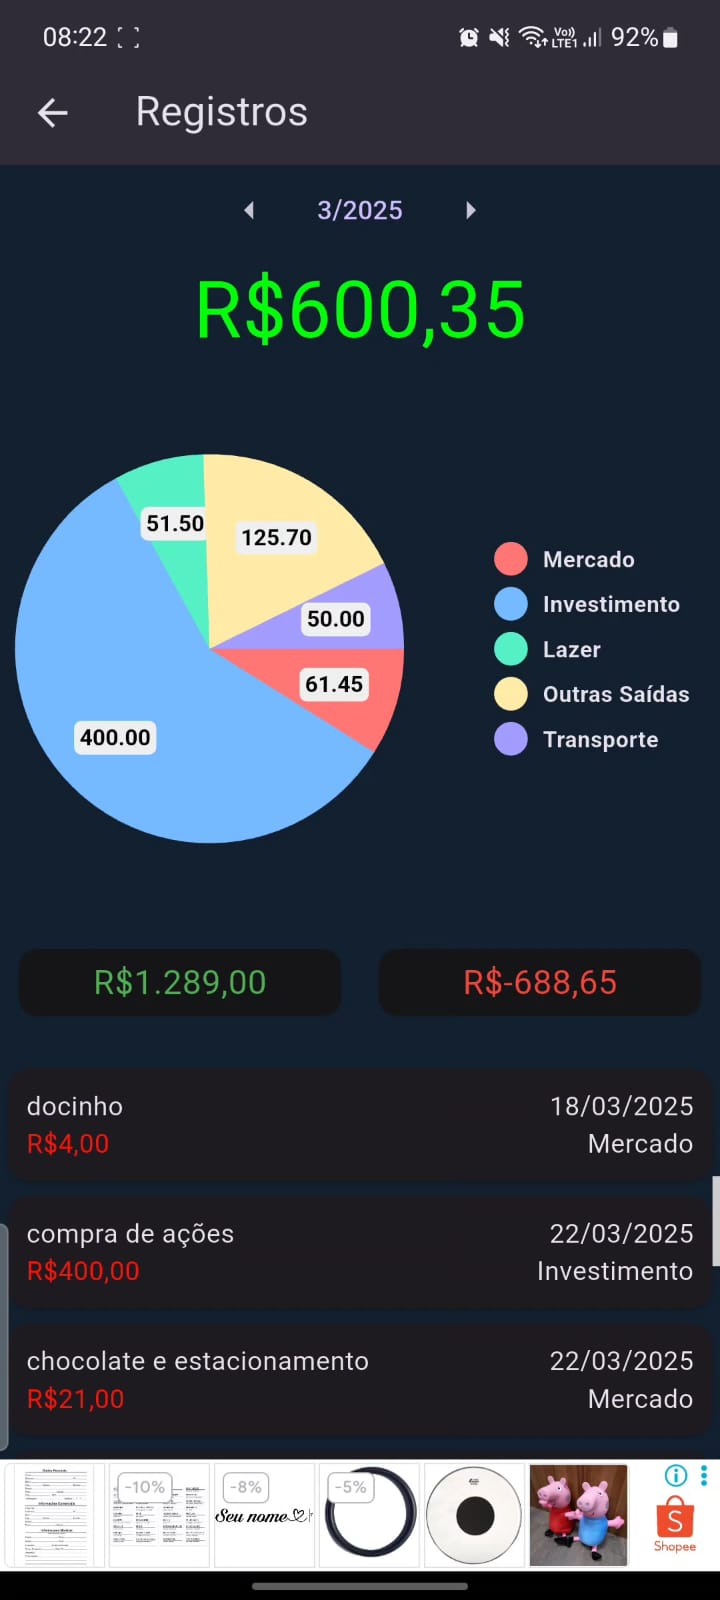 08:22
Vo))
LTE1
92%
Registros
3/2025
R$600,35
51.50
125.70
50.00
61.45
400.00
Mercado
Investimento
Lazer
Outras Saídas
Transporte
R$1.289,00
R$-688,65
docinho
18/03/2025
R$4,00
Mercado
compra de ações
22/03/2025
R$400,00
Investimento
chocolate e estacionamento
22/03/2025
R$21,00
Mercado
-10%
-8%
-5%
Seu nome
S
Shopee